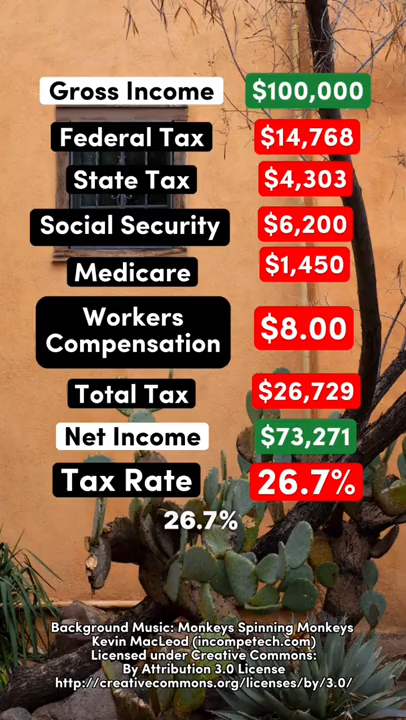 Gross Income $100,000
Federal Tax $14,768
State Tax $4,303
Social Security $6,200
Medicare $1,450
Workers
Compensation $8.00
Total Tax $26,729
Net Income $73,271
Tax Rate 26.7%
26.7%
Background Music: Monkeys Spinning Monkeys
Kevin MacLeod (incompetech.com)
Licensed under Creative Commons:
By Attribution 3.0 License
http://creativecommons.org/licenses/by/3.0/